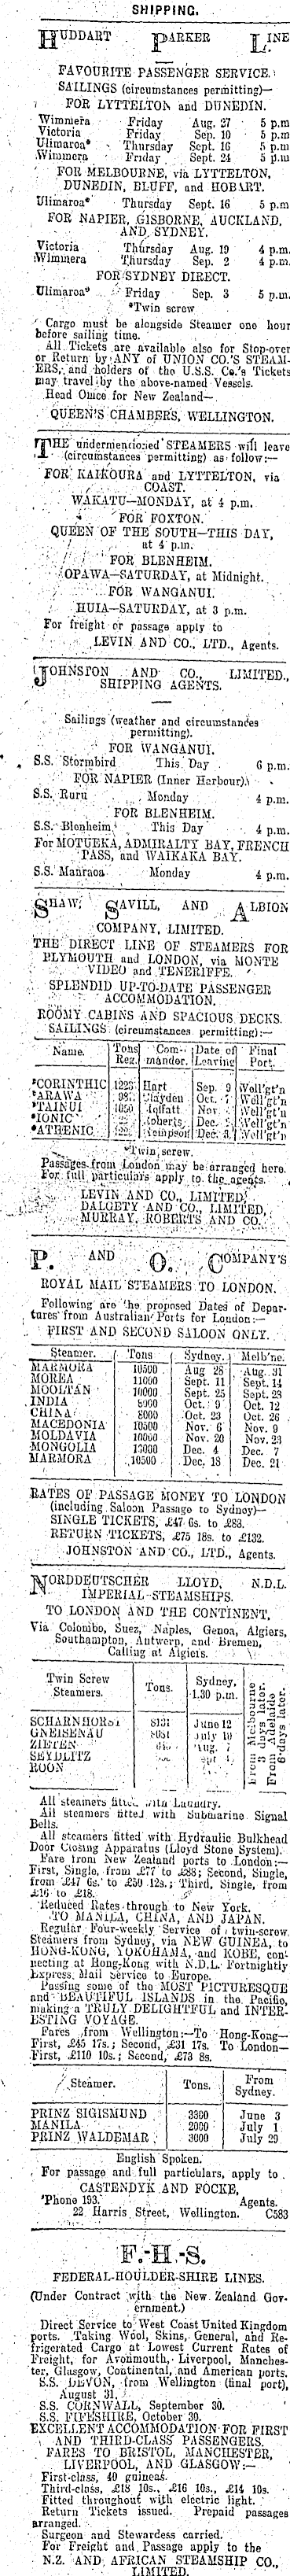 SHIPPING.
HUDDART PARKER LINE
FAVOURITE PASSENGER SERVICE.
SAILINGS (circumstances permitting)—
FOR LYTTELTON and DUNEDIN.
Wimmera Friday Aug. 27 5 p.m
Victoria Friday Sep. 10 5 p.m
Ulimaroa* Thursday Sept. 16 5 p.m
Wimmera Friday Sept. 24 5 p.m
FOR MELBOURNE, via LYTTELTON,
DUNEDIN, BLUFF, and HOBART.
Ulimaroa* Thursday Sept. 16 5 p.m
FOR NAPIER, GISBORNE, AUCKLAND,
AND SYDNEY.
Victoria Thursday Aug. 19 4 p.m.
Wimmera Thursday Sep. 2 4 p.m.
FOR SYDNEY DIRECT.
Ulimaroa* Friday Sep. 3 5 p.m.
*Twin screw
Cargo must be alongside Steamer one hour
before sailing time.
All Tickets are available also for Stop-over
or Return by ANY of UNION CO.'S STEAM-
ERS, and holders of the U.S.S. Co.'s Tickets
may travel by the above-named Vessels.
Head Office for New Zealand—
QUEEN'S CHAMBERS, WELLINGTON.
THE undermentioned STEAMERS will leave
(circumstances permitting) as follow:—
FOR KAIKOURA and LYTTELTON, via
COAST.
WAKATU—MONDAY, at 4 p.m.
FOR FOXTON.
QUEEN OF THE SOUTH—THIS DAY,
at 4 p.m.
FOR BLENHEIM.
OPAWA—SATURDAY, at Midnight.
FOR WANGANUI.
HUIA—SATURDAY, at 3 p.m.
For freight or passage apply to
LEVIN AND CO., LTD., Agents.
JOHNSTON AND CO., LIMITED.,
SHIPPING AGENTS.
Sailings (weather and circumstances
permitting).
FOR WANGANUI.
S.S. Stormbird This Day 6 p.m.
FOR NAPIER (Inner Harbour).
S.S. Ruru Monday 4 p.m.
FOR BLENHEIM.
S.S. Blenheim This Day 4 p.m.
For MOTUEKA, ADMIRALTY BAY, FRENCH
PASS, and WAIKAKA BAY.
S.S. Manaroa Monday 4 p.m.
SHAW, SAVILL, AND ALBION
COMPANY, LIMITED.
THE DIRECT LINE OF STEAMERS FOR
PLYMOUTH and LONDON, via MONTE
VIDEO and TENERIFFE.
SPLENDID UP-TO-DATE PASSENGER
ACCOMMODATION.
ROOMY CABINS AND SPACIOUS DECKS.
SAILINGS (circumstances permitting):—
Name. Tons Reg. Com-mander. Date of Leaving Final Port.
*CORINTHIC Hart Sep. 9 Well'gt'n
*ARAWA Clayden Oct. 7 Well'gt'n
*TAINUI Moffatt Nov. Well'gt'n
*IONIC Roberts Dec. Well'gt'n
*ATHENIC Kempson Dec. Well'gt'n
*Twin screw.
Passages from London may be arranged here.
For full particulars apply to the agents,
LEVIN AND CO., LIMITED,
DALGETY AND CO., LIMITED,
MURRAY, ROBERTS AND CO.
P. AND O. COMPANY'S
ROYAL MAIL STEAMERS TO LONDON.
Following are the proposed Dates of Depar-
tures from Australian Ports for London:—
FIRST AND SECOND SALOON ONLY.
Steamer. Tons Sydney. Melb'ne.
MARMORA 10500 Aug 28 Aug. 31
MOREA 11000 Sept. 11 Sept. 14
MOOLTAN 10000 Sept. 25 Sept. 28
INDIA 8000 Oct. 9 Oct. 12
CHINA 8000 Oct. 23 Oct. 26
MACEDONIA 10500 Nov. 6 Nov. 9
MOLDAVIA 10000 Nov. 20 Nov. 23
MONGOLIA 10000 Dec. 4 Dec. 7
MARMORA 10500 Dec. 18 Dec. 21
RATES OF PASSAGE MONEY TO LONDON
(including Saloon Passage to Sydney)—
SINGLE TICKETS, £47 6s. to £83.
RETURN TICKETS, £75 18s. to £132.
JOHNSTON AND CO., LTD., Agents.
NORDDEUTSCHER LLOYD, N.D.L.
IMPERIAL STEAMSHIPS.
TO LONDON AND THE CONTINENT,
Via Colombo, Suez, Naples, Genoa, Algiers,
Southampton, Antwerp, and Bremen,
Calling at Algiers.
Twin Screw Steamers. Tons. Sydney, 1.30 p.m. From Melbourne 3 days later. From Adelaide 6 days later.
SCHARNHORST 8131 June 12
GNEISENAU July 10
ZIETEN Aug. 7
SEYDLITZ
ROON
All steamers fitted with Laundry.
All steamers fitted with Submarine Signal
Bells.
All steamers fitted with Hydraulic Bulkhead
Door Closing Apparatus (Lloyd Stone System).
Fare from New Zealand ports to London:—
First, Single, from £77 to £88; Second, Single,
from £47 6s. to £50 12s.; Third, Single, from
£16 to £18.
Reduced Rates through to New York.
TO MANILA, CHINA, AND JAPAN.
Regular Four-weekly Service of twin-screw
Steamers from Sydney, via NEW GUINEA, to
HONG-KONG, YOKOHAMA, and KOBE, con-
necting at Hong-Kong with N.D.L. Fortnightly
Express Mail Service to Europe.
Passing some of the MOST PICTURESQUE
and BEAUTIFUL ISLANDS in the Pacific,
making a TRULY DELIGHTFUL and INTER-
ESTING VOYAGE.
Fares from Wellington:—To Hong-Kong—
First, £45 17s.; Second, £31 17s. To London—
First, £110 10s.; Second, £73 8s.
Steamer. Tons. From Sydney.
PRINZ SIGISMUND 3300 June 3
MANILA 2000 July 1
PRINZ WALDEMAR 3000 July 29
English Spoken.
For passage and full particulars, apply to
CASTENDYK AND FOCKE,
'Phone 193. Agents.
22 Harris Street, Wellington. C583
F.-H.-S.
FEDERAL-HOULDER-SHIRE LINES.
(Under Contract with the New Zealand Gov-
ernment.)
Direct Service to West Coast United Kingdom
ports. Taking Wool, Skins, General, and Re-
frigerated Cargo at Lowest Current Rates of
Freight, for Avonmouth, Liverpool, Manches-
ter, Glasgow, Continental, and American ports.
S.S. DEVON, from Wellington (final port),
August 31.
S.S. CORNWALL, September 30.
S.S. FIFESHIRE, October 30.
EXCELLENT ACCOMMODATION FOR FIRST
AND THIRD-CLASS PASSENGERS.
FARES TO BRISTOL, MANCHESTER,
LIVERPOOL, AND GLASGOW:—
First-class, 40 guineas.
Third-class, £18 10s., £16 10s., £14 10s.
Fitted throughout with electric light.
Return Tickets issued. Prepaid passages
arranged.
Surgeon and Stewardess carried.
For Freight and Passage apply to the
N.Z. AND AFRICAN STEAMSHIP CO.,
LIMITED.